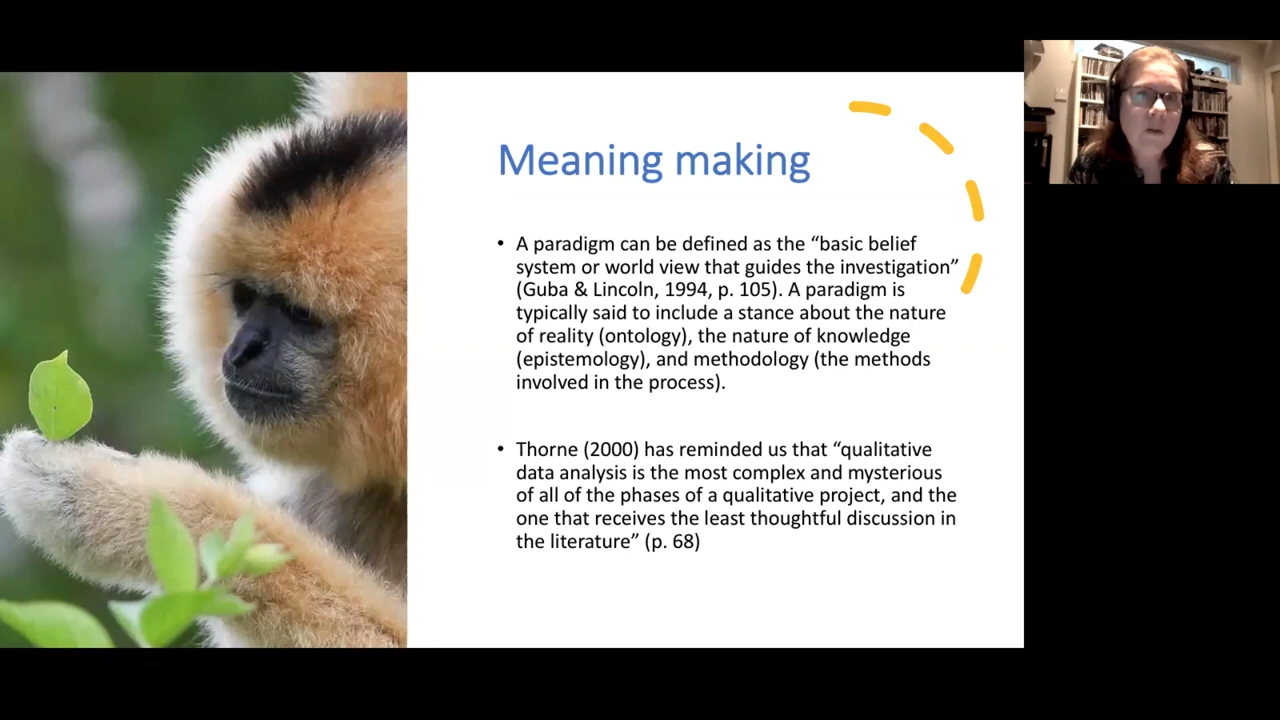 Meaning making
• A paradigm can be defined as the “basic belief
system or world view that guides the investigation”
(Guba & Lincoln, 1994, p. 105). A paradigm is
typically said to include a stance about the nature
of reality (ontology), the nature of knowledge
(epistemology), and methodology (the methods
involved in the process).
• Thorne (2000) has reminded us that “qualitative
data analysis is the most complex and mysterious
of all of the phases of a qualitative project, and the
one that receives the least thoughtful discussion in
the literature” (p. 68)